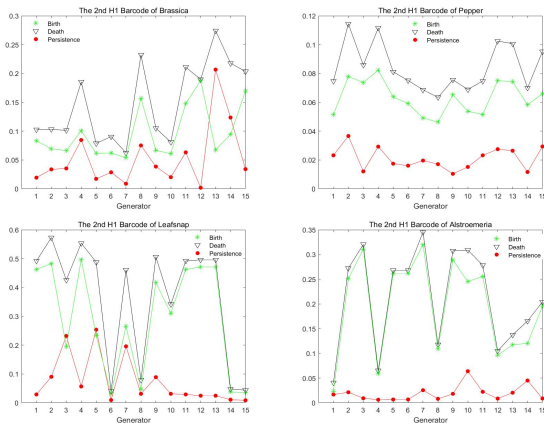 The 2nd H1 Barcode of Brassica
0.3
0.25
0.2
0.15
0.1
0.05
0
Birth
Death
Persistence
1 2 3 4 5 6 7 8 9 10 11 12 13 14 15
Generator
The 2nd H1 Barcode of Pepper
0.12
0.1
0.08
0.06
0.04
0.02
0
Birth
Death
Persistence
1 2 3 4 5 6 7 8 9 10 11 12 13 14 15
Generator
The 2nd H1 Barcode of Leafsnap
0.6
0.5
0.4
0.3
0.2
0.1
0
Birth
Death
Persistence
1 2 3 4 5 6 7 8 9 10 11 12 13 14 15
Generator
The 2nd H1 Barcode of Alstroemeria
0.35
0.3
0.25
0.2
0.15
0.1
0.05
0
Birth
Death
Persistence
1 2 3 4 5 6 7 8 9 10 11 12 13 14 15
Generator